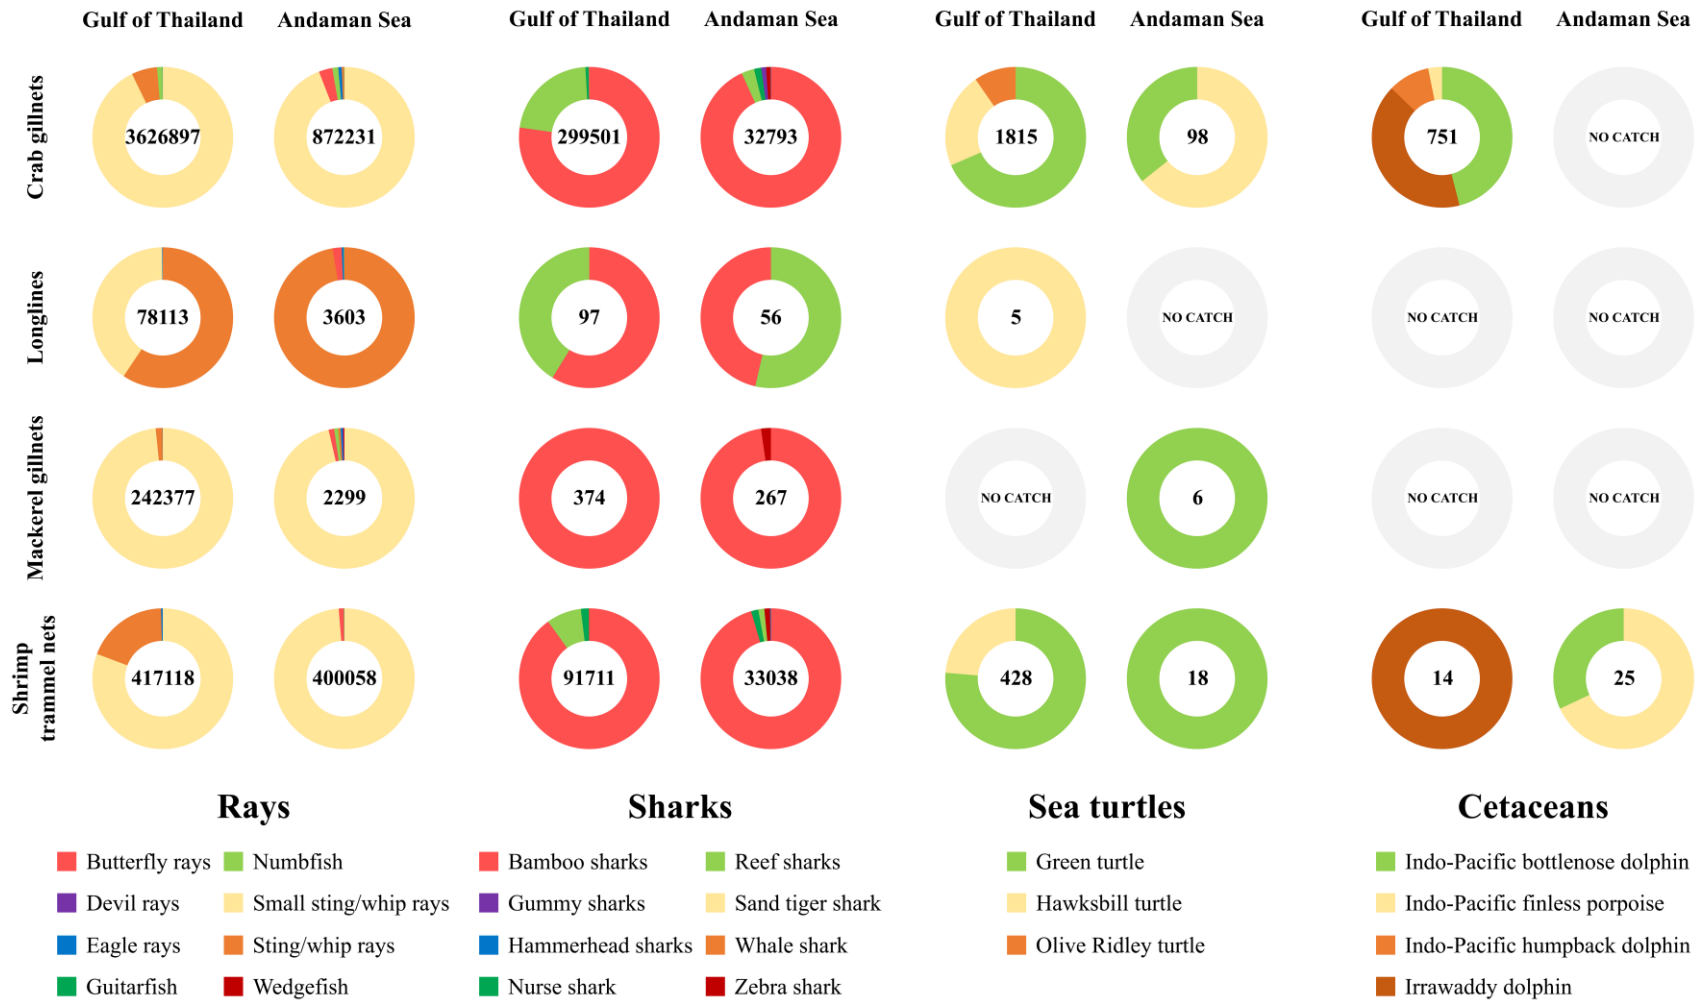 Gulf of Thailand Andaman Sea Gulf of Thailand Andaman Sea Gulf of Thailand Andaman Sea Gulf of Thailand Andaman Sea
Crab gillnets
3626897 872231 299501 32793 1815 98 751 NO CATCH
Longlines
78113 3603 97 56 5 NO CATCH NO CATCH NO CATCH
Mackerel gillnets
242377 2299 374 267 NO CATCH 6 NO CATCH NO CATCH
Shrimp
trammel nets
417118 400058 91711 33038 428 18 14 25
Rays Sharks Sea turtles Cetaceans
Butterfly rays Numbfish Bamboo sharks Reef sharks Green turtle Indo-Pacific bottlenose dolphin
Devil rays Small sting/whip rays Gummy sharks Sand tiger shark Hawksbill turtle Indo-Pacific finless porpoise
Eagle rays Sting/whip rays Hammerhead sharks Whale shark Olive Ridley turtle Indo-Pacific humpback dolphin
Guitarfish Wedgefish Nurse shark Zebra shark Irrawaddy dolphin